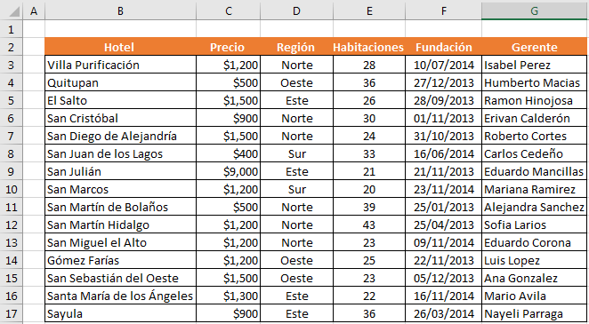 A B C D E F G
1
2 Hotel Precio Región Habitaciones Fundación Gerente
3 Villa Purificación $1,200 Norte 28 10/07/2014 Isabel Perez
4 Quitupan $500 Oeste 36 27/12/2013 Humberto Macias
5 El Salto $1,500 Este 26 28/09/2013 Ramon Hinojosa
6 San Cristóbal $900 Norte 30 01/11/2013 Erivan Calderón
7 San Diego de Alejandría $1,500 Norte 24 31/10/2013 Roberto Cortes
8 San Juan de los Lagos $400 Sur 33 16/06/2014 Carlos Cedeño
9 San Julián $9,000 Este 21 21/11/2013 Eduardo Mancillas
10 San Marcos $1,200 Sur 20 23/11/2014 Mariana Ramirez
11 San Martín de Bolaños $500 Norte 39 25/01/2013 Alejandra Sanchez
12 San Martín Hidalgo $1,200 Norte 43 25/04/2013 Sofia Larios
13 San Miguel el Alto $1,200 Norte 23 09/11/2014 Eduardo Corona
14 Gómez Farías $1,200 Oeste 25 22/11/2013 Luis Lopez
15 San Sebastián del Oeste $1,500 Oeste 23 05/12/2013 Ana Gonzalez
16 Santa María de los Ángeles $1,300 Este 22 16/11/2014 Mario Avila
17 Sayula $900 Este 36 26/03/2014 Nayeli Parraga